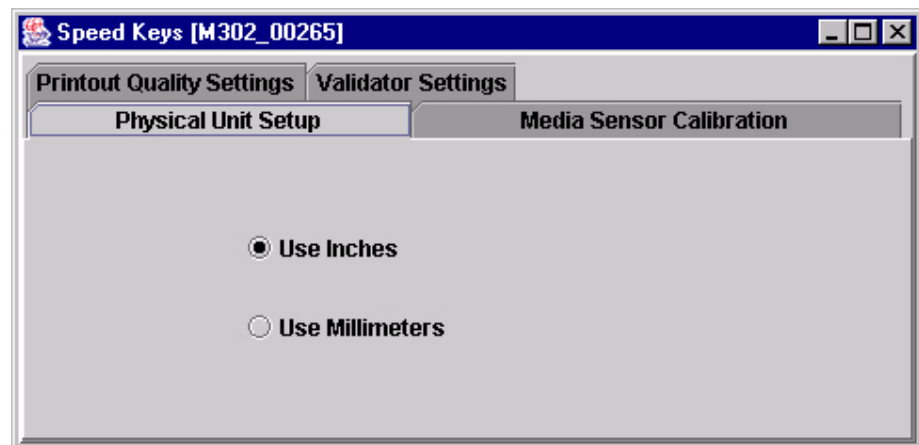 Speed Keys [M302_00265]
Printout Quality Settings Validator Settings
Physical Unit Setup Media Sensor Calibration
Use Inches
Use Millimeters